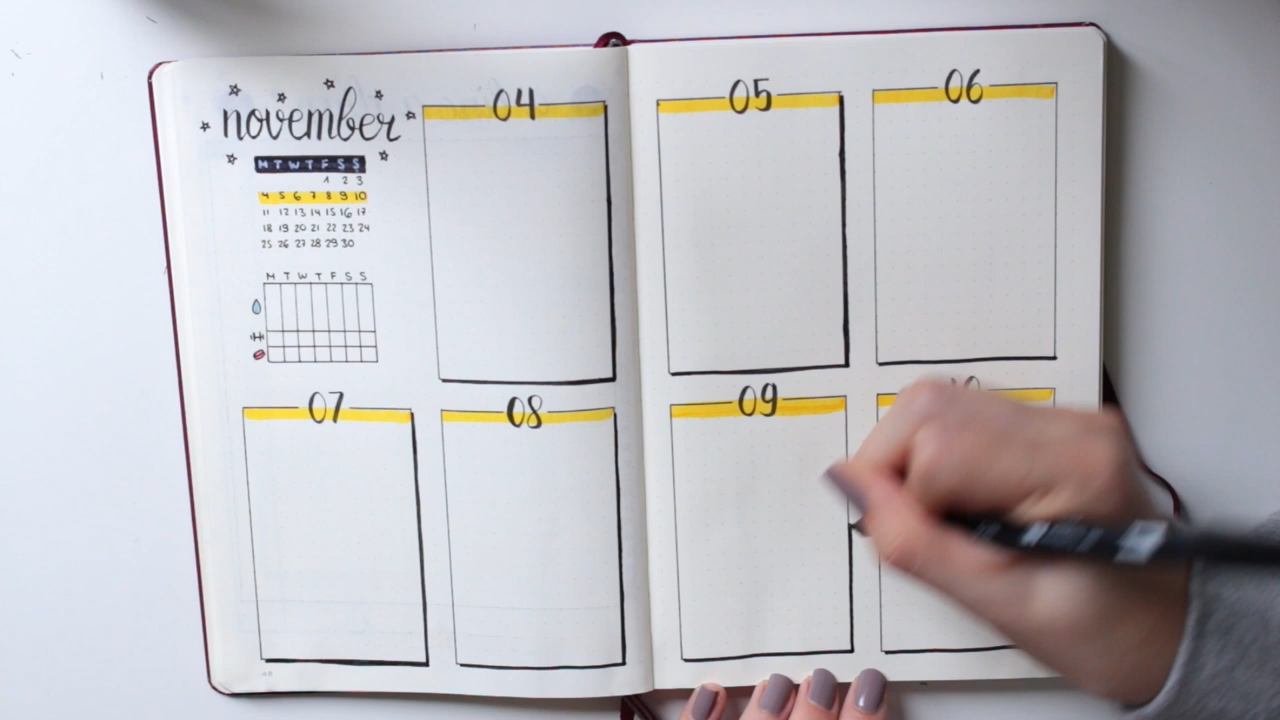 november
M T W T F S S
1 2 3
4 5 6 7 8 9 10
11 12 13 14 15 16 17
18 19 20 21 22 23 24
25 26 27 28 29 30
M T W T F S S
04
05
06
07
08
09
10